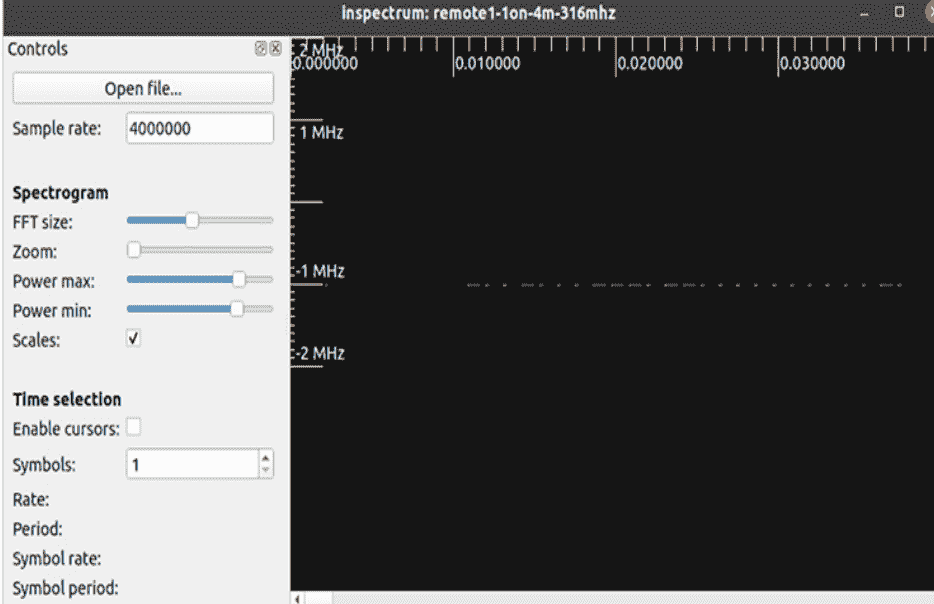 inspectrum: remote1-1on-4m-316mhz
Controls
Open file...
Sample rate: 4000000
Spectrogram
FFT size:
Zoom:
Power max:
Power min:
Scales:
Time selection
Enable cursors:
Symbols: 1
Rate:
Period:
Symbol rate:
Symbol period:
2 MHz
0.000000 0.010000 0.020000 0.030000
1 MHz
-1 MHz
-2 MHz